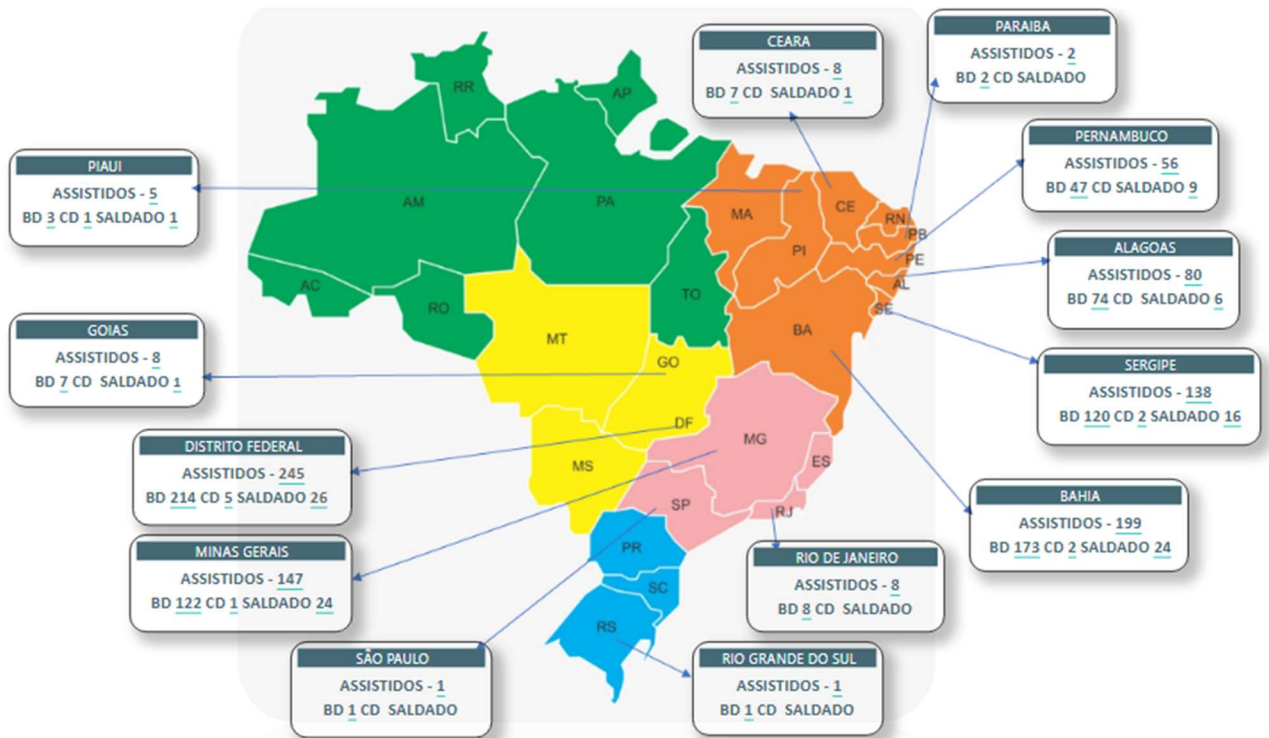 PARAIBA
ASSISTIDOS - 2
BD 2 CD SALDADO
CEARA
ASSISTIDOS - 8
BD 7 CD SALDADO 1
PERNAMBUCO
ASSISTIDOS - 56
BD 47 CD SALDADO 9
PIAUI
ASSISTIDOS - 5
BD 3 CD 1 SALDADO 1
ALAGOAS
ASSISTIDOS - 80
BD 74 CD SALDADO 6
GOIAS
ASSISTIDOS - 8
BD 7 CD SALDADO 1
SERGIPE
ASSISTIDOS - 138
BD 120 CD 2 SALDADO 16
DISTRITO FEDERAL
ASSISTIDOS - 245
BD 214 CD 5 SALDADO 26
BAHIA
ASSISTIDOS - 199
BD 173 CD 2 SALDADO 24
MINAS GERAIS
ASSISTIDOS - 147
BD 122 CD 1 SALDADO 24
RIO DE JANEIRO
ASSISTIDOS - 8
BD 8 CD SALDADO
SÃO PAULO
ASSISTIDOS - 1
BD 1 CD SALDADO
RIO GRANDE DO SUL
ASSISTIDOS - 1
BD 1 CD SALDADO
RR
AP
AM
PA
MA
CE
RN
PB
PI
PE
AL
AC
RO
TO
SE
BA
MT
GO
DF
MG
MS
ES
SP
RJ
PR
SC
RS